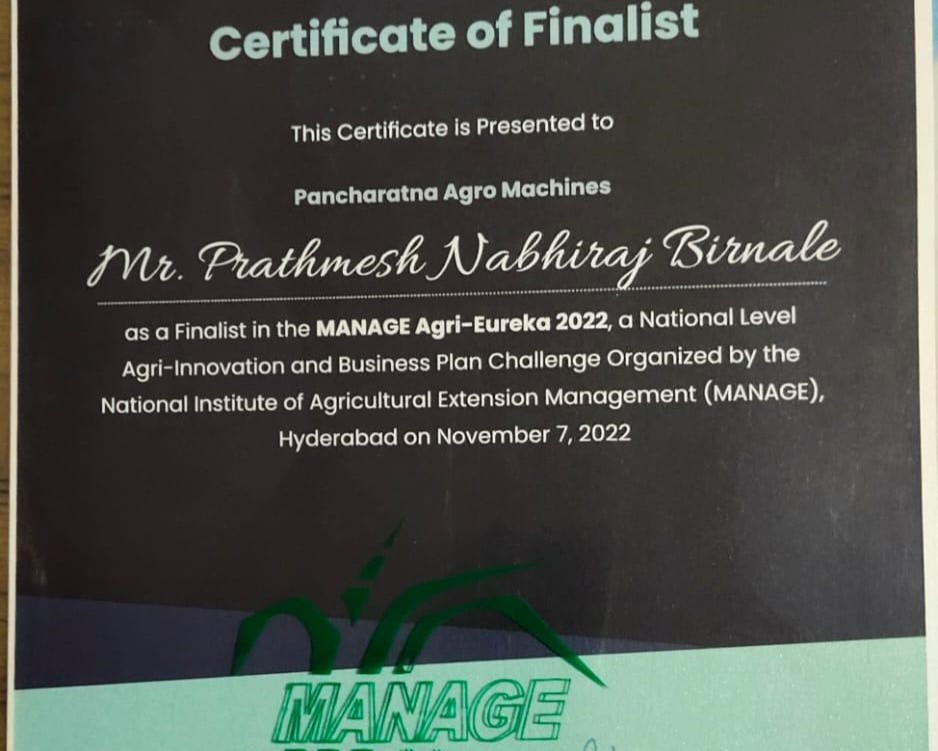 Certificate of Finalist
This Certificate is Presented to
Pancharatna Agro Machines
Mr. Prathmesh Nabhiraj Birnale
as a Finalist in the MANAGE Agri-Eureka 2022, a National Level
Agri-Innovation and Business Plan Challenge Organized by the
National Institute of Agricultural Extension Management (MANAGE),
Hyderabad on November 7, 2022
MANAGE